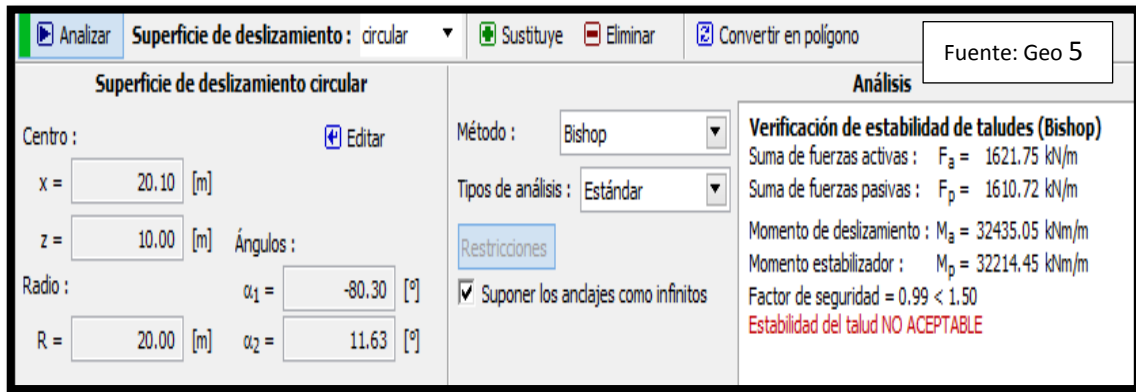 Analizar Superficie de deslizamiento : circular Sustituye Eliminar Convertir en polígono
Fuente: Geo 5
Superficie de deslizamiento circular
Centro : Editar
x = 20.10 [m]
z = 10.00 [m] Ángulos :
Radio : α1 = -80.30 [º]
R = 20.00 [m] α2 = 11.63 [º]
Análisis
Método : Bishop
Tipos de análisis : Estándar
Restricciones
Suponer los anclajes como infinitos
Verificación de estabilidad de taludes (Bishop)
Suma de fuerzas activas : Fa = 1621.75 kN/m
Suma de fuerzas pasivas : Fp = 1610.72 kN/m
Momento de deslizamiento : Ma = 32435.05 kNm/m
Momento estabilizador : Mp = 32214.45 kNm/m
Factor de seguridad = 0.99 < 1.50
Estabilidad del talud NO ACEPTABLE